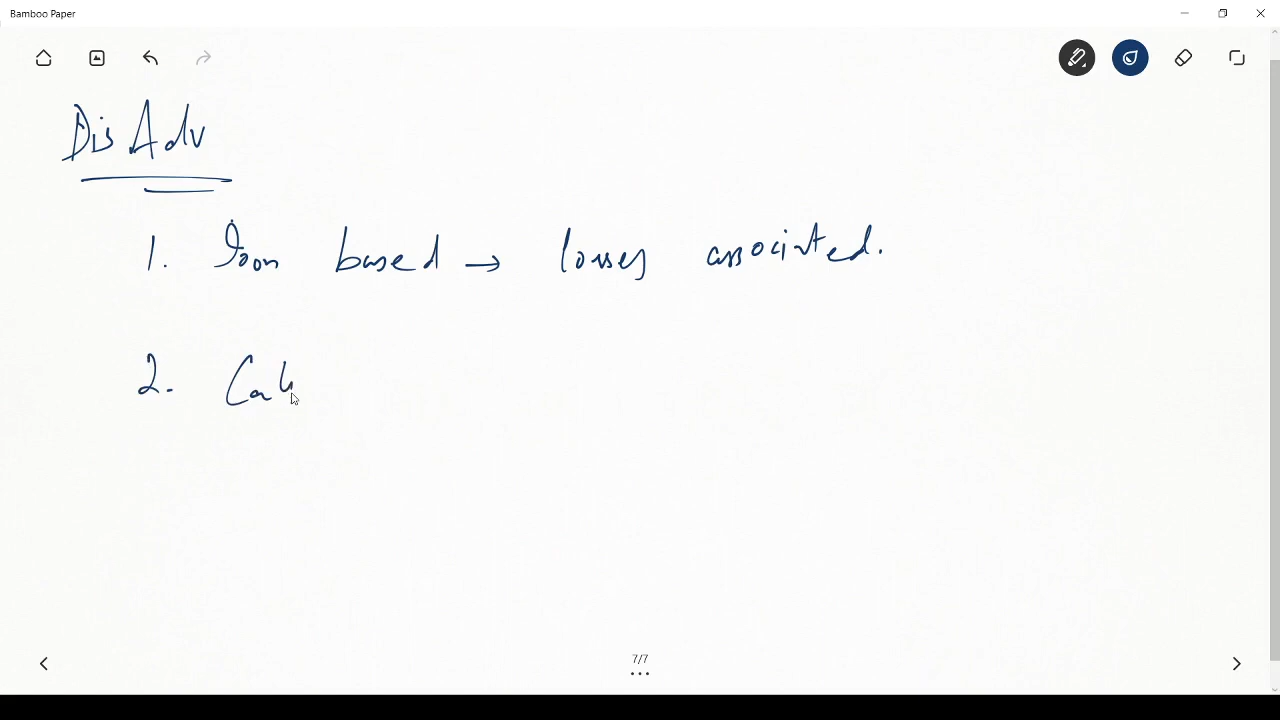 Bamboo Paper
Dis Adv
1. Iron based → losses associated.
2. Cal
7/7